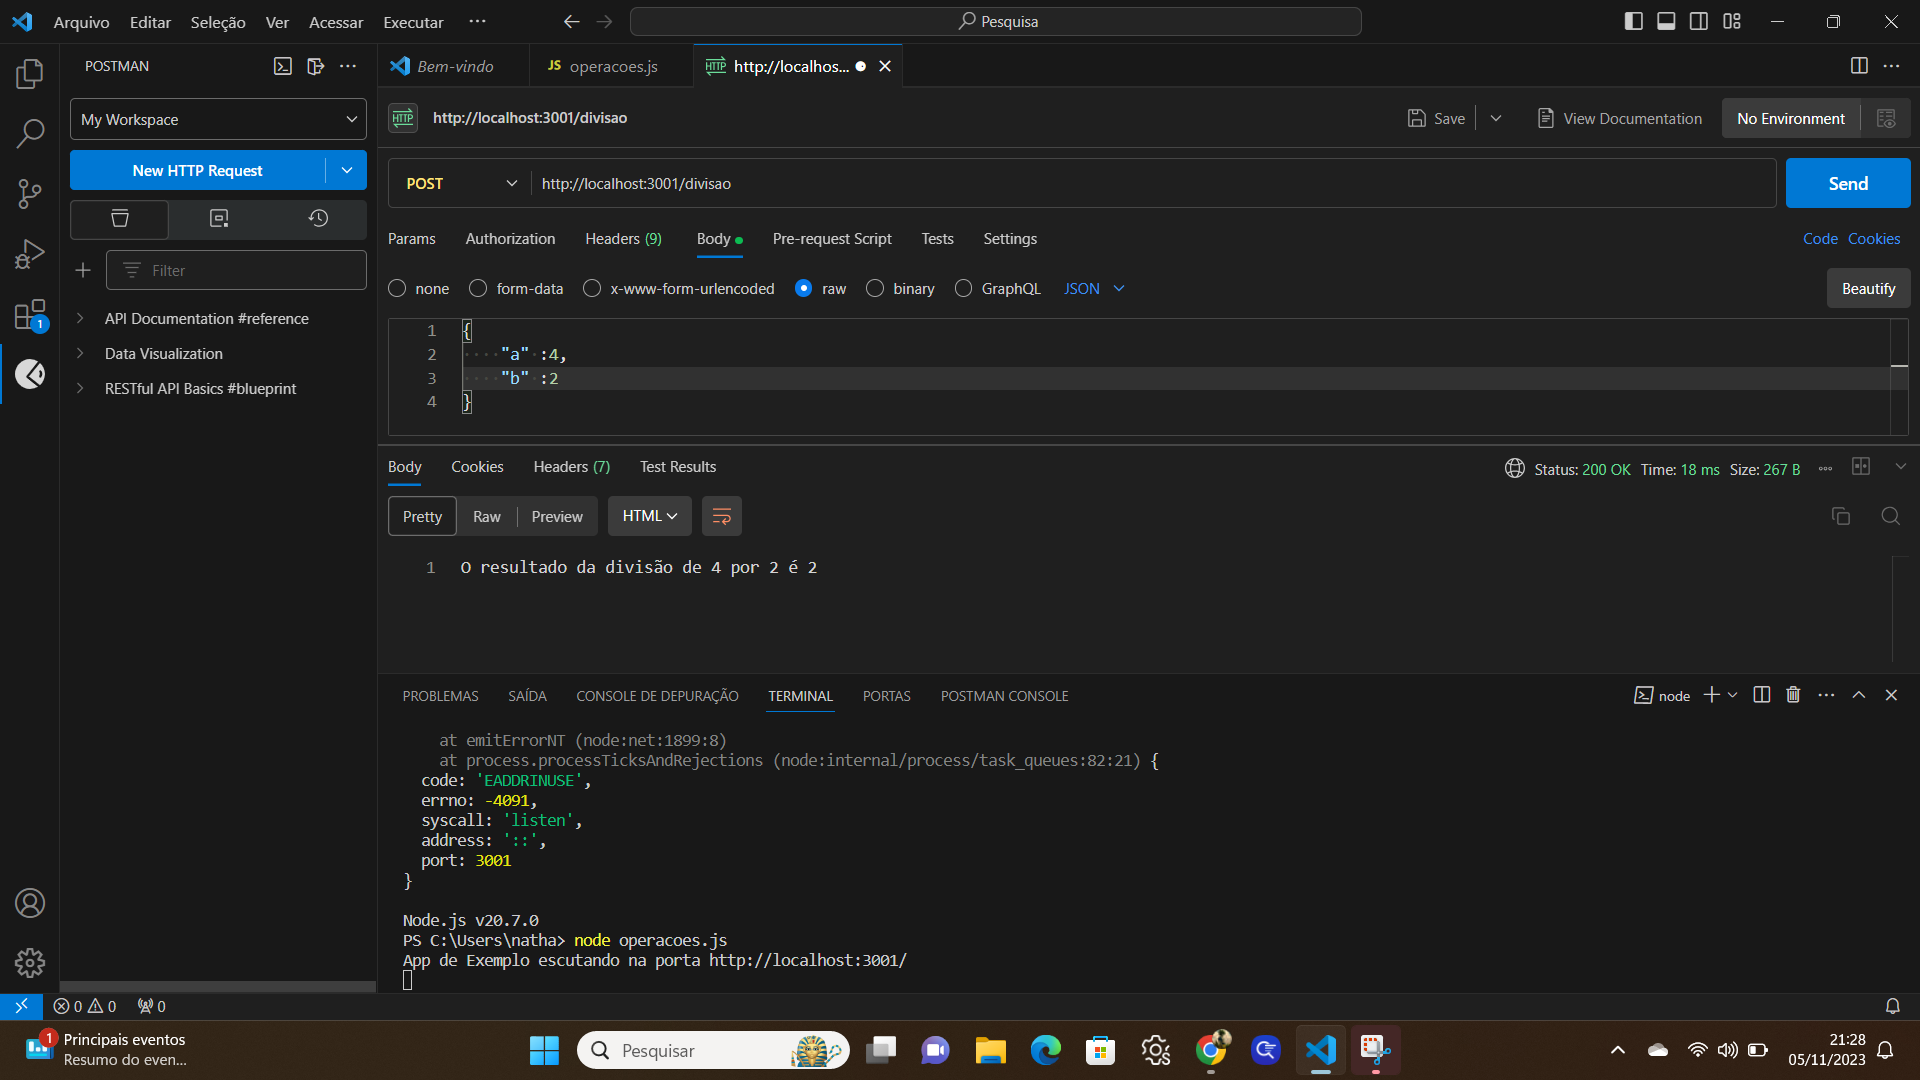 Arquivo Editar Seleção Ver Acessar Executar ··· Pesquisa
POSTMAN
Bem-vindo
JS operacoes.js
HTTP http://localhos...
My Workspace
New HTTP Request
Filter
API Documentation #reference
Data Visualization
RESTful API Basics #blueprint
1
HTTP http://localhost:3001/divisao
Save
View Documentation
No Environment
POST http://localhost:3001/divisao
Send
Params Authorization Headers (9) Body Pre-request Script Tests Settings
Code Cookies
none form-data x-www-form-urlencoded raw binary GraphQL JSON
Beautify
1 {
2 ····"a"·:4,
3 ····"b"·:2
4 }
Body Cookies Headers (7) Test Results
Status: 200 OK Time: 18 ms Size: 267 B
Pretty Raw Preview HTML
1 O resultado da divisão de 4 por 2 é 2
PROBLEMAS SAÍDA CONSOLE DE DEPURAÇÃO TERMINAL PORTAS POSTMAN CONSOLE
node
at emitErrorNT (node:net:1899:8)
at process.processTicksAndRejections (node:internal/process/task_queues:82:21) {
code: 'EADDRINUSE',
errno: -4091,
syscall: 'listen',
address: '::',
port: 3001
}
Node.js v20.7.0
PS C:\Users\natha> node operacoes.js
App de Exemplo escutando na porta http://localhost:3001/
0 0 0
1
Principais eventos
Resumo do even...
Pesquisar
21:28
05/11/2023